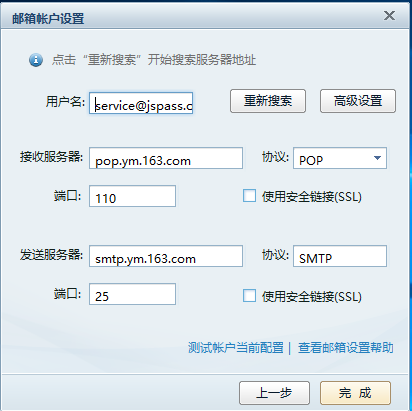 邮箱帐户设置
点击“重新搜索”开始搜索服务器地址
用户名: service@jspass.c 重新搜索 高级设置
接收服务器: pop.ym.163.com 协议: POP
端口: 110 使用安全链接(SSL)
发送服务器: smtp.ym.163.com 协议: SMTP
端口: 25 使用安全链接(SSL)
测试帐户当前配置 | 查看邮箱设置帮助
上一步 完 成